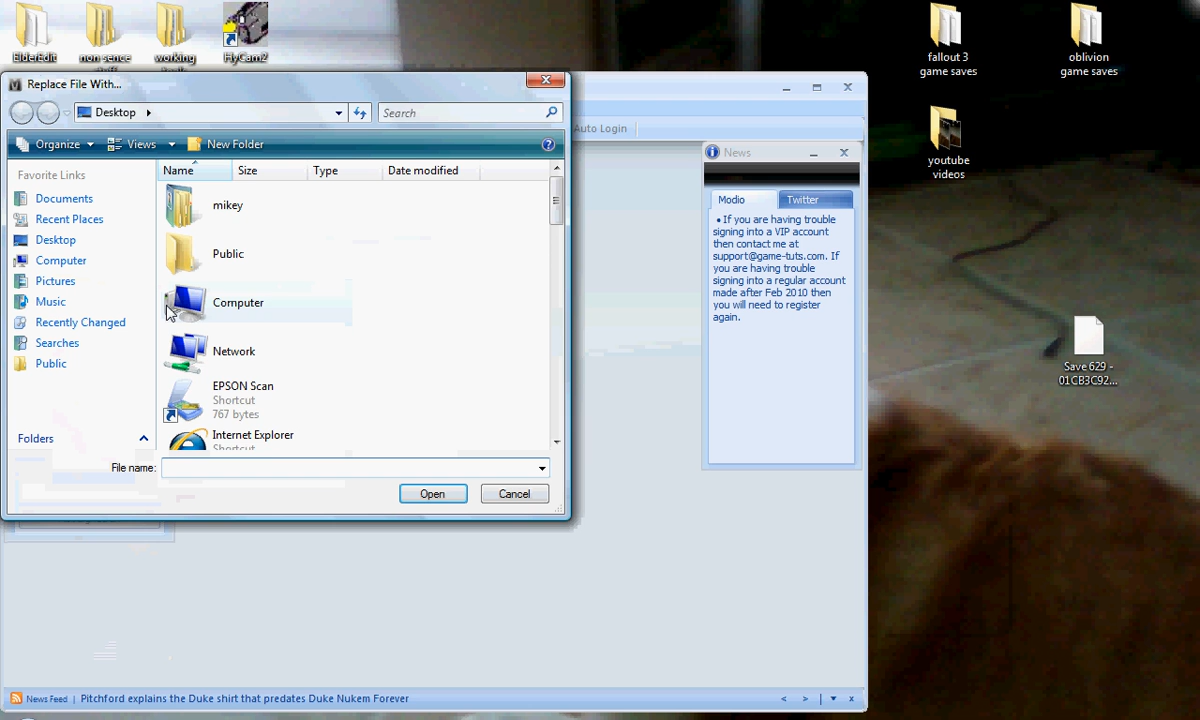 ElderEdit
non sence
working
HyCam2
fallout 3
game saves
oblivion
game saves
youtube
videos
Save 629 -
01CB3C92...
Replace File With...
Desktop
Search
Organize
Views
New Folder
Favorite Links
Documents
Recent Places
Desktop
Computer
Pictures
Music
Recently Changed
Searches
Public
Folders
Name
Size
Type
Date modified
mikey
Public
Computer
Network
EPSON Scan
Shortcut
767 bytes
Internet Explorer
Shortcut
File name:
Open
Cancel
Auto Login
News
Modio
Twitter
• If you are having trouble
signing into a VIP account
then contact me at
support@game-tuts.com. If
you are having trouble
signing into a regular account
made after Feb 2010 then
you will need to register
again.
News Feed | Pitchford explains the Duke shirt that predates Duke Nukem Forever